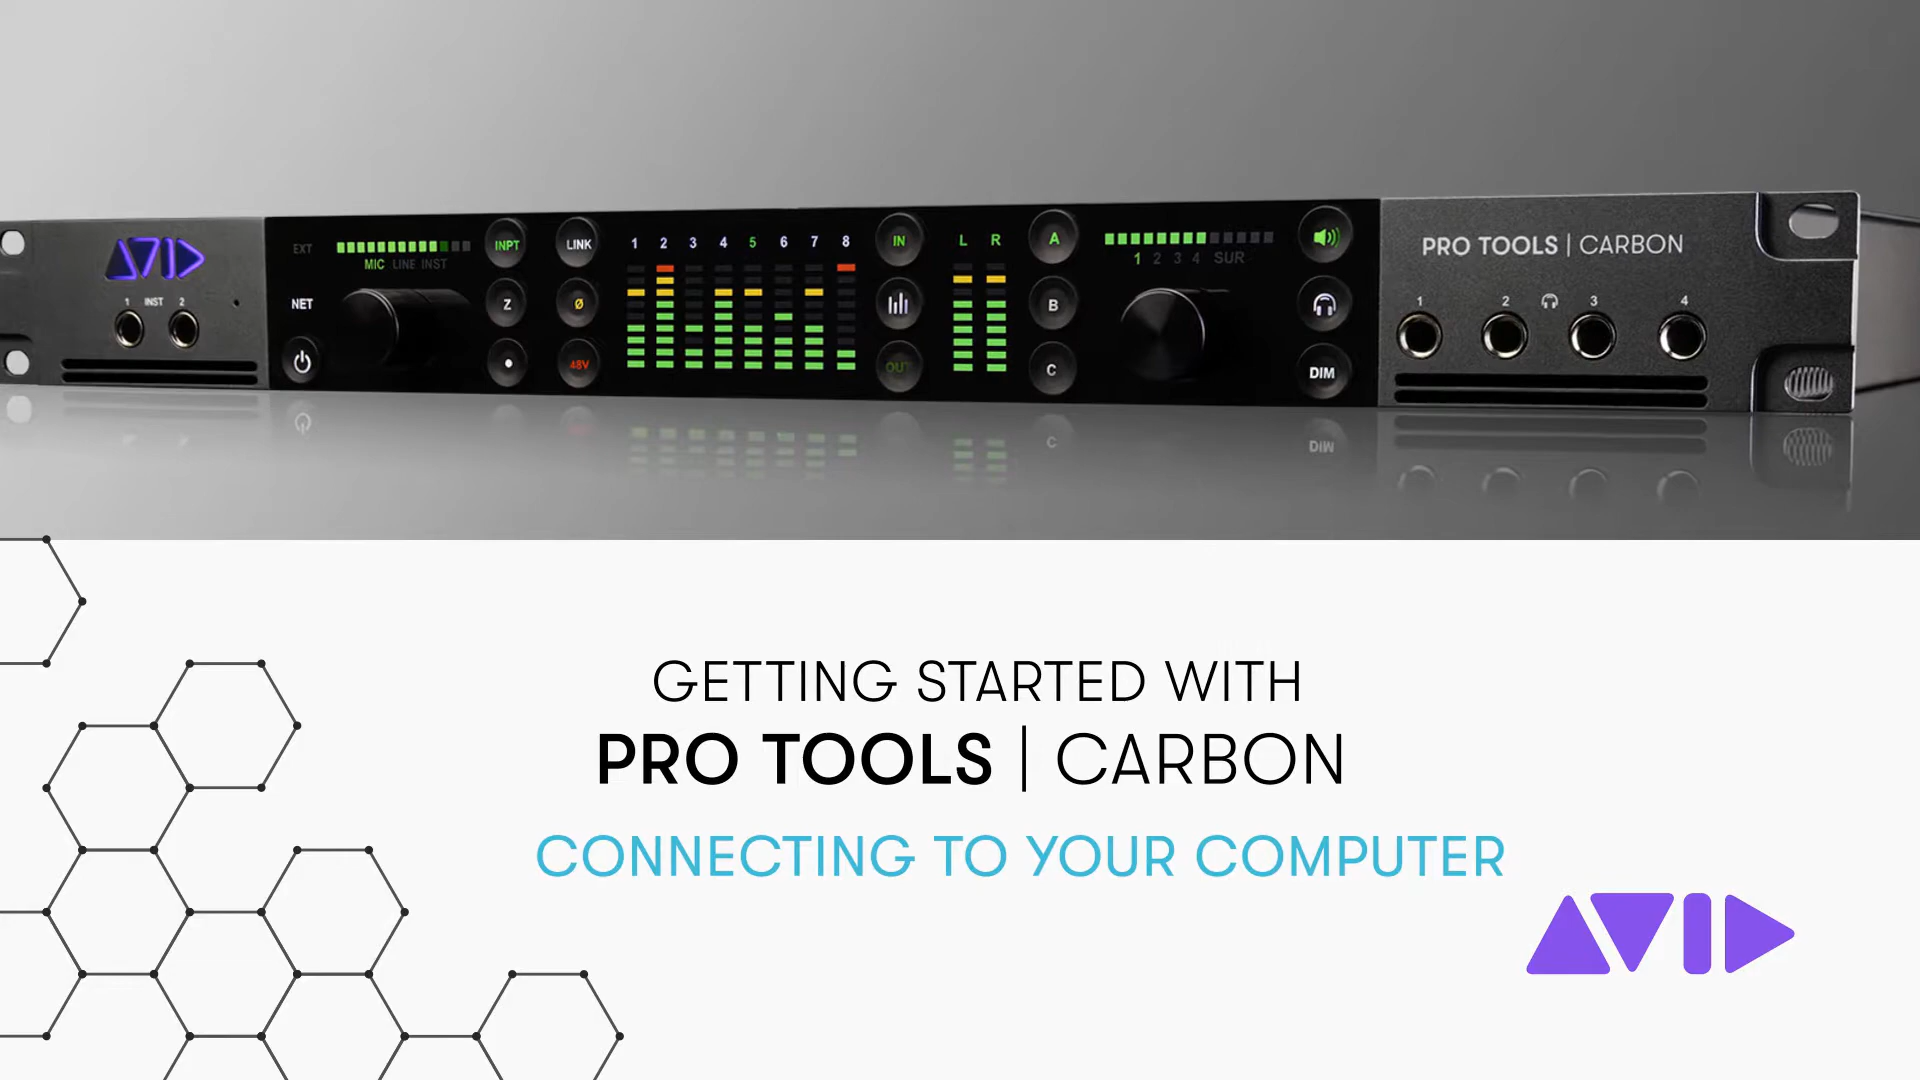 EXT
MIC LINE INST
INPT
LINK
1 2 3 4 5 6 7 8
IN
L R
A
1 2 3 4 SUR
PRO TOOLS | CARBON
AVID
1 INST 2
NET
Z
Ø
B
1 2 3 4
48V
OUT
C
DIM
GETTING STARTED WITH
PRO TOOLS | CARBON
CONNECTING TO YOUR COMPUTER
AVID